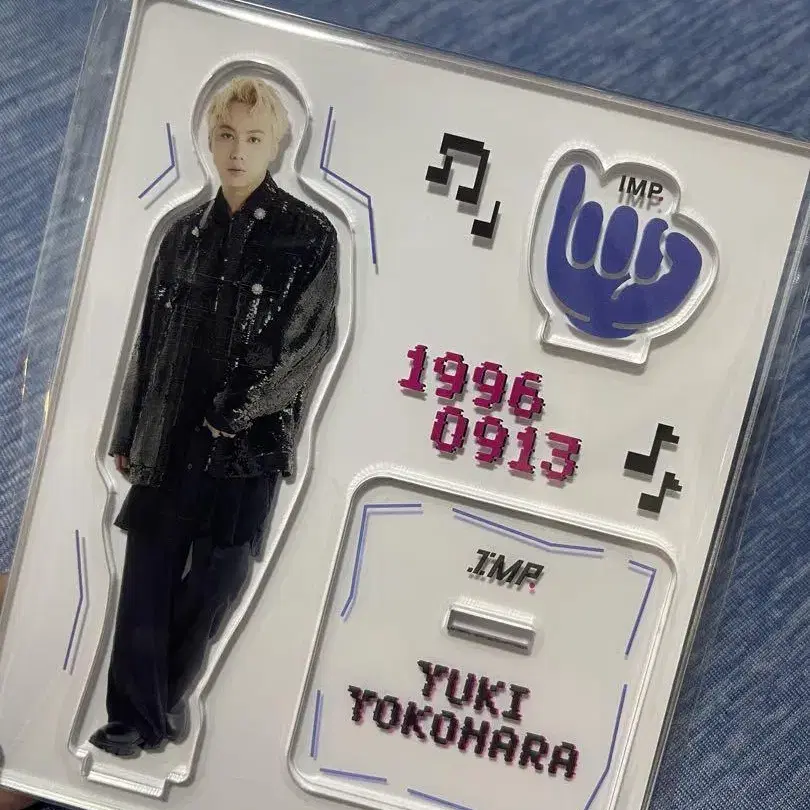 IMP.
1996
0913
IMP.
YUKI
YOKOHARA